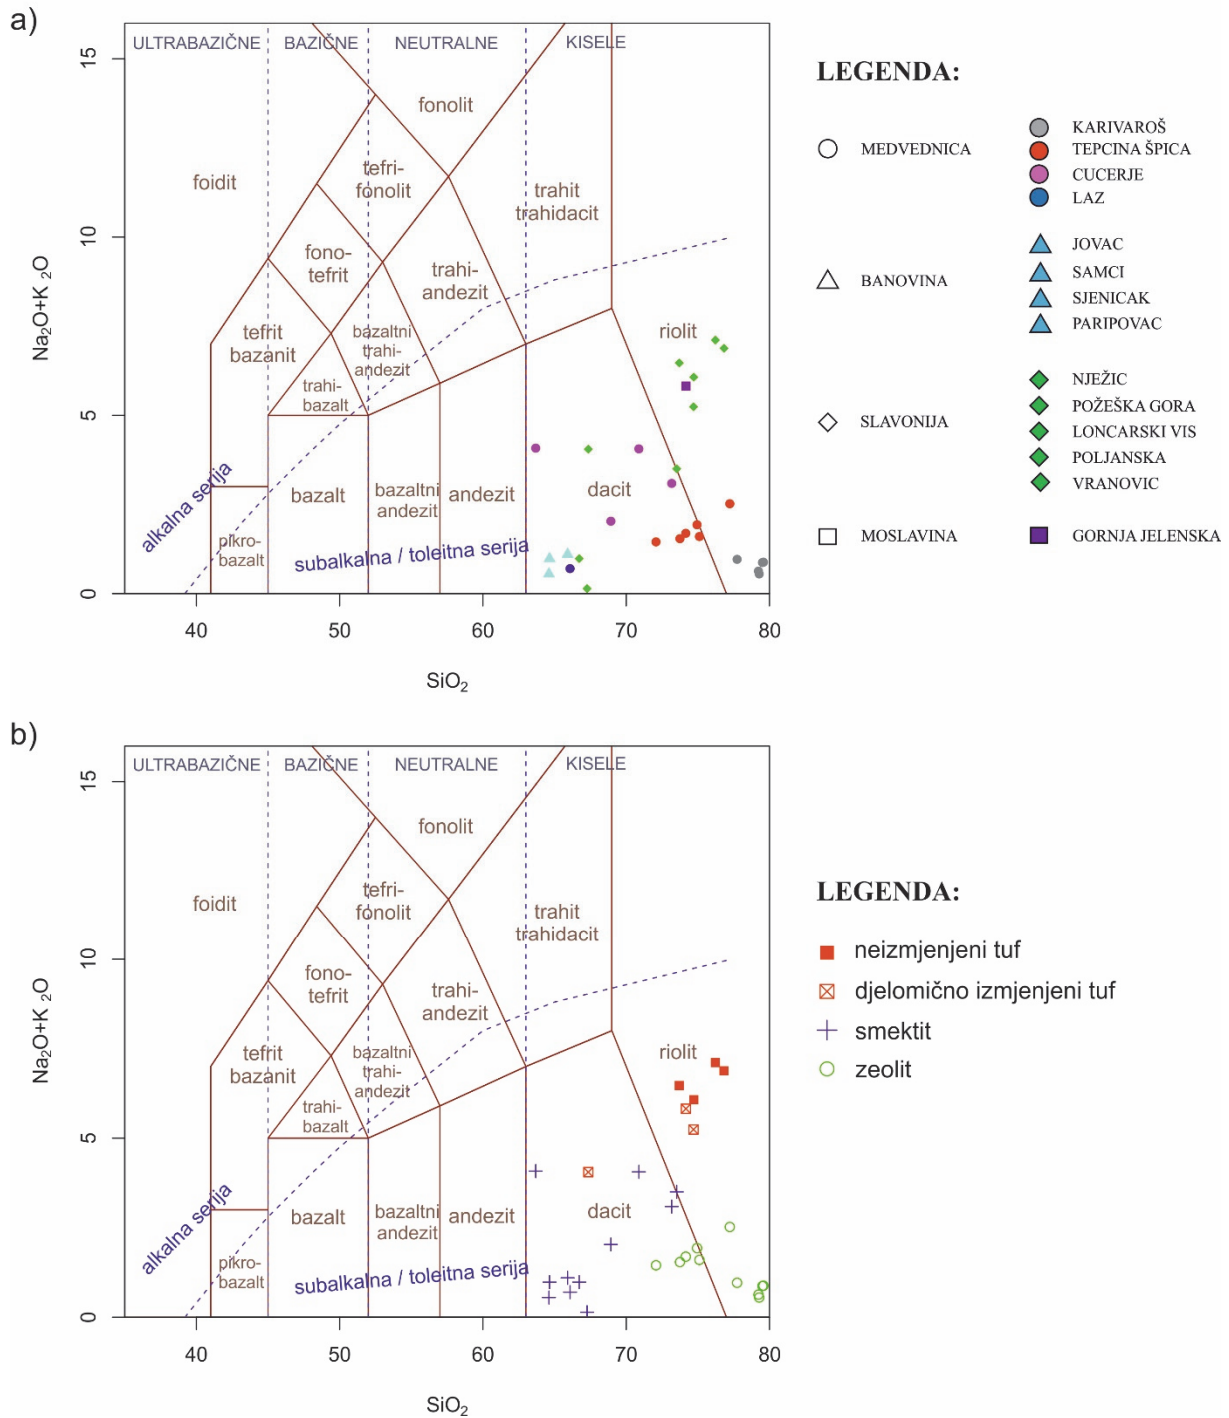 a)
ULTRABAZIČNE BAZIČNE NEUTRALNE KISELE
fonolit
foidit
tefri-
fonolit
trahit
trahidacit
fono-
tefrit
trahi-
andezit
tefrit
bazanit
bazaltni
trahi-
andezit
trahi-
bazalt
riolit
alkalna serija
pikro-
bazalt
bazalt
bazaltni
andezit
andezit
dacit
subalkalna / toleitna serija
0 5 10 15
Na2O+K 2O
40 50 60 70 80
SiO2
LEGENDA:
MEDVEDNICA
KARIVAROŠ
TEPCINA ŠPICA
CUCERJE
LAZ
BANOVINA
JOVAC
SAMCI
SJENICAK
PARIPOVAC
SLAVONIJA
NJEŽIC
POŽEŠKA GORA
LONCARSKI VIS
POLJANSKA
VRANOVIC
MOSLAVINA
GORNJA JELENSKA
b)
ULTRABAZIČNE BAZIČNE NEUTRALNE KISELE
fonolit
foidit
tefri-
fonolit
trahit
trahidacit
fono-
tefrit
trahi-
andezit
tefrit
bazanit
bazaltni
trahi-
andezit
trahi-
bazalt
riolit
alkalna serija
pikro-
bazalt
bazalt
bazaltni
andezit
andezit
dacit
subalkalna / toleitna serija
0 5 10 15
Na2O+K 2O
40 50 60 70 80
SiO2
LEGENDA:
neizmjenjeni tuf
djelomično izmjenjeni tuf
smektit
zeolit